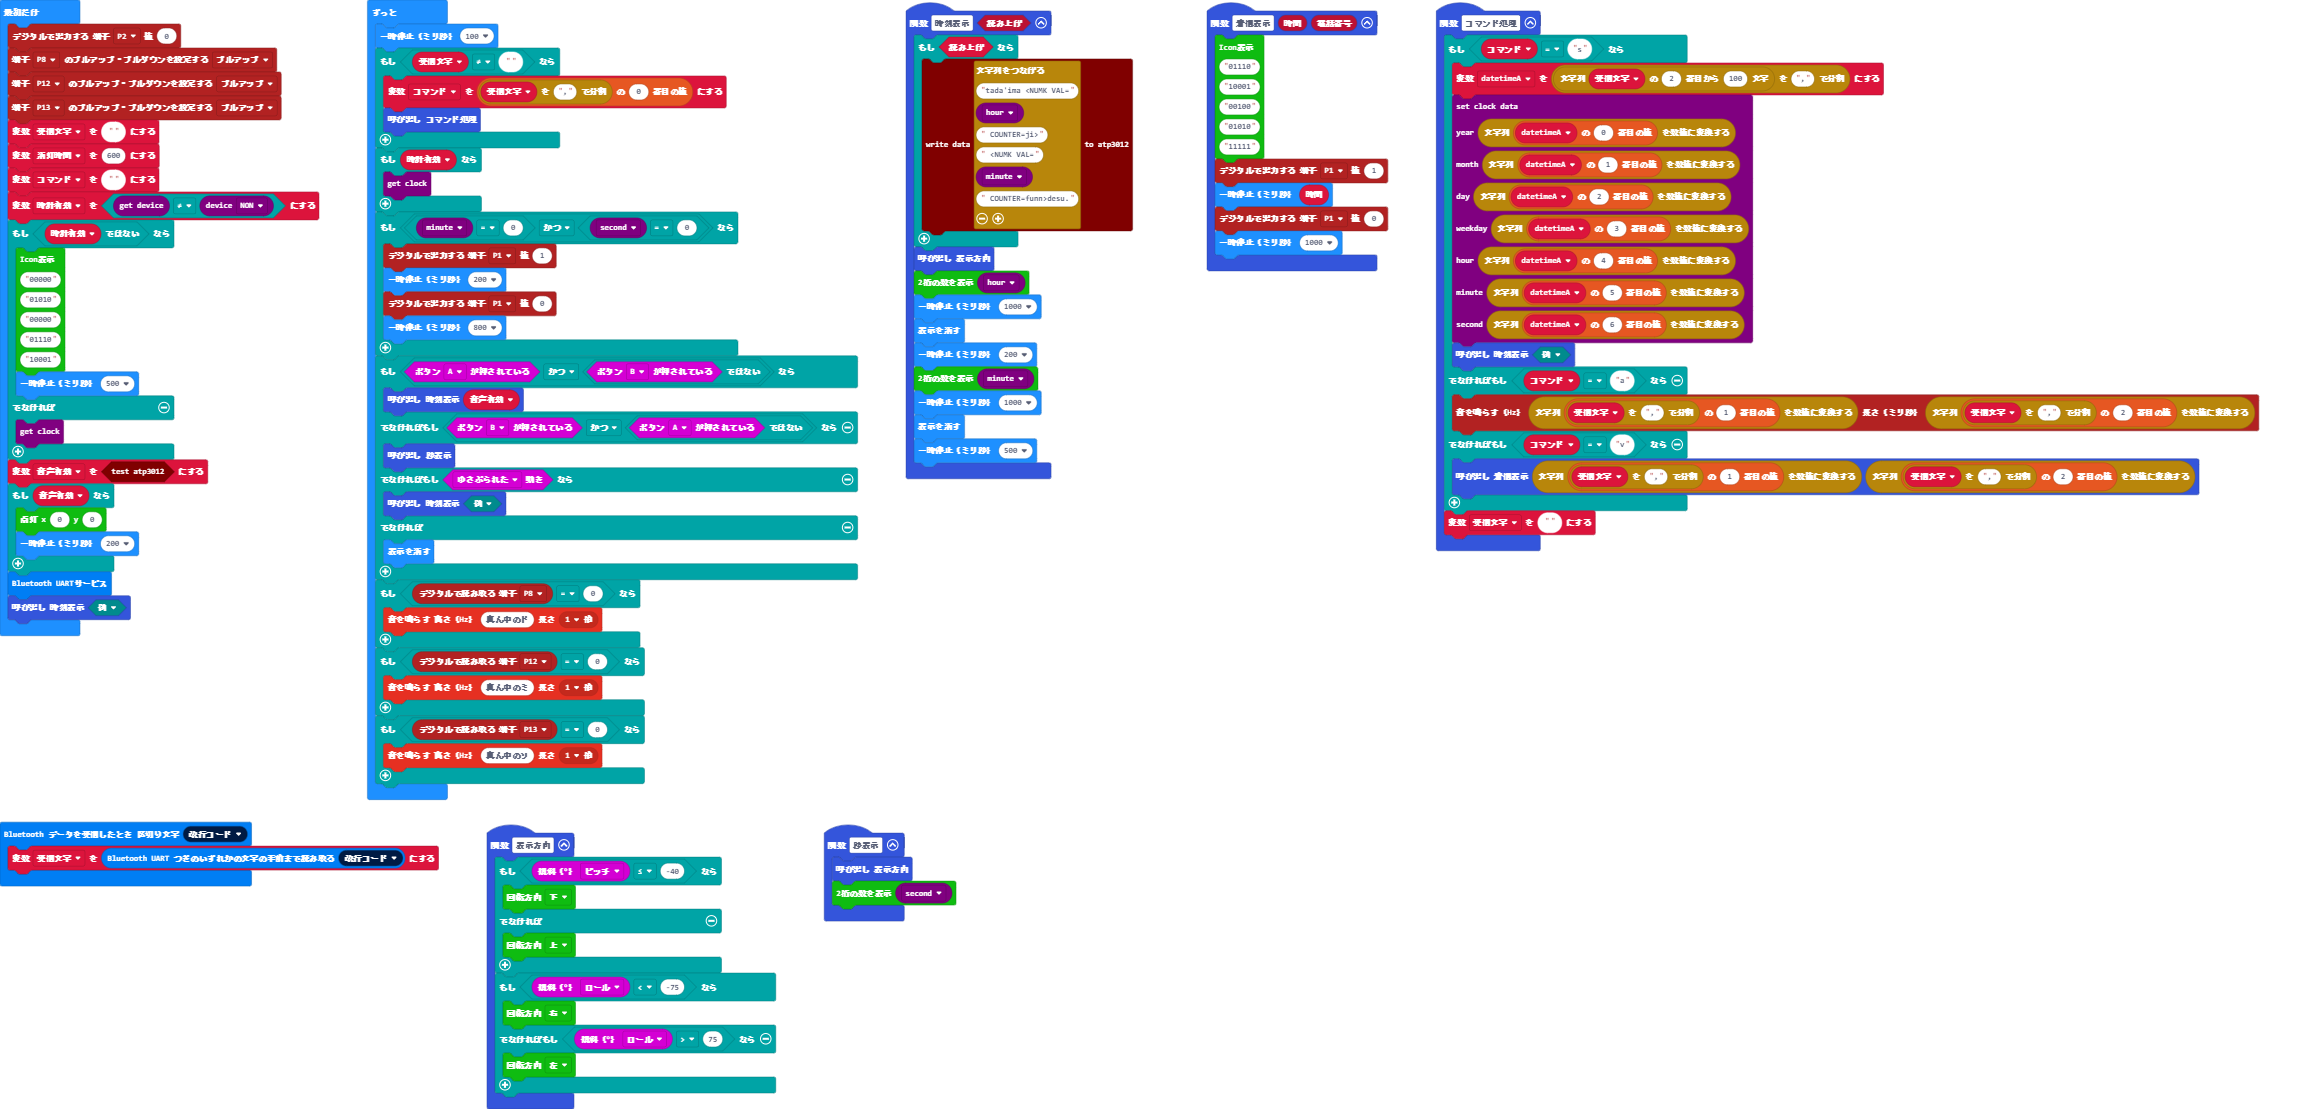 最初だけ
デジタルで出力する 端子 P2 値 0
端子 P8 のプルアップ・プルダウンを設定する プルアップ
端子 P12 のプルアップ・プルダウンを設定する プルアップ
端子 P13 のプルアップ・プルダウンを設定する プルアップ
変数 受信文字 を "" にする
変数 消灯時間 を 600 にする
変数 コマンド を "" にする
変数 時計有効 を get device ≠ device NON にする
もし 時計有効 ではない なら
Icon表示
"00000"
"01010"
"00000"
"01110"
"10001"
一時停止 (ミリ秒) 500
でなければ
get clock
変数 音声有効 を test atp3012 にする
もし 音声有効 なら
点灯 x 0 y 0
一時停止 (ミリ秒) 200
Bluetooth UARTサービス
呼び出し 時刻表示 偽
ずっと
一時停止 (ミリ秒) 100
もし 受信文字 ≠ "" なら
変数 コマンド を 受信文字 を "," で分割 の 0 番目の値 にする
呼び出し コマンド処理
もし 時計有効 なら
get clock
もし minute = 0 かつ second = 0 なら
デジタルで出力する 端子 P1 値 1
一時停止 (ミリ秒) 200
デジタルで出力する 端子 P1 値 0
一時停止 (ミリ秒) 800
もし ボタン A が押されている かつ ボタン B が押されている ではない なら
呼び出し 時刻表示 音声有効
でなければもし ボタン B が押されている かつ ボタン A が押されている ではない なら
呼び出し 秒表示
でなければもし ゆさぶられた 動き なら
呼び出し 時刻表示 偽
でなければ
表示を消す
もし デジタルで読み取る 端子 P8 = 0 なら
音を鳴らす 高さ (Hz) 真ん中のド 長さ 1 拍
もし デジタルで読み取る 端子 P12 = 0 なら
音を鳴らす 高さ (Hz) 真ん中のミ 長さ 1 拍
もし デジタルで読み取る 端子 P13 = 0 なら
音を鳴らす 高さ (Hz) 真ん中のソ 長さ 1 拍
関数 時刻表示 読み上げ
もし 読み上げ なら
write data 文字列をつなげる to atp3012
"tada'ima <NUMK VAL="
hour
" COUNTER=ji>"
" <NUMK VAL="
minute
" COUNTER=funn>desu."
呼び出し 表示方向
2桁の数を表示 hour
一時停止 (ミリ秒) 1000
表示を消す
一時停止 (ミリ秒) 200
2桁の数を表示 minute
一時停止 (ミリ秒) 1000
表示を消す
一時停止 (ミリ秒) 500
関数 着信表示 時間 電話番号
Icon表示
"01110"
"10001"
"00100"
"01010"
"11111"
デジタルで出力する 端子 P1 値 1
一時停止 (ミリ秒) 時間
デジタルで出力する 端子 P1 値 0
一時停止 (ミリ秒) 1000
関数 コマンド処理
もし コマンド = "s" なら
変数 datetimeA を 文字列 受信文字 の 2 番目から 100 文字 を "," で分割 にする
set clock data
year 文字列 datetimeA の 0 番目の値 を数値に変換する
month 文字列 datetimeA の 1 番目の値 を数値に変換する
day 文字列 datetimeA の 2 番目の値 を数値に変換する
weekday 文字列 datetimeA の 3 番目の値 を数値に変換する
hour 文字列 datetimeA の 4 番目の値 を数値に変換する
minute 文字列 datetimeA の 5 番目の値 を数値に変換する
second 文字列 datetimeA の 6 番目の値 を数値に変換する
呼び出し 時刻表示 偽
でなければもし コマンド = "a" なら
音を鳴らす (Hz) 文字列 受信文字 を "," で分割 の 1 番目の値 を数値に変換する 長さ (ミリ秒) 文字列 受信文字 を "," で分割 の 2 番目の値 を数値に変換する
でなければもし コマンド = "v" なら
呼び出し 着信表示 文字列 受信文字 を "," で分割 の 1 番目の値 を数値に変換する 文字列 受信文字 を "," で分割 の 2 番目の値 を数値に変換する
変数 受信文字 を "" にする
Bluetooth データを受信したとき 区切り文字 改行コード
変数 受信文字 を Bluetooth UART つぎのいずれかの文字の手前まで読み取る 改行コード にする
関数 表示方向
もし 傾斜 (°) ピッチ ≤ -40 なら
回転方向 下
でなければ
回転方向 上
もし 傾斜 (°) ロール < -75 なら
回転方向 右
でなければもし 傾斜 (°) ロール > 75 なら
回転方向 左
関数 秒表示
呼び出し 表示方向
2桁の数を表示 second